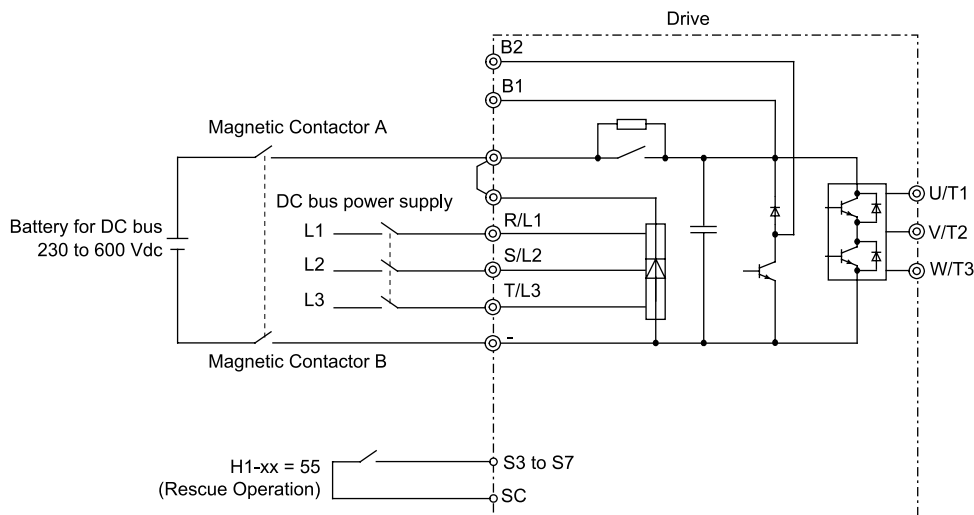 Drive
B2
B1
Magnetic Contactor A
DC bus power supply
Battery for DC bus
230 to 600 Vdc
L1
R/L1
L2
S/L2
L3
T/L3
-
Magnetic Contactor B
U/T1
V/T2
W/T3
H1-xx = 55
(Rescue Operation)
S3 to S7
SC